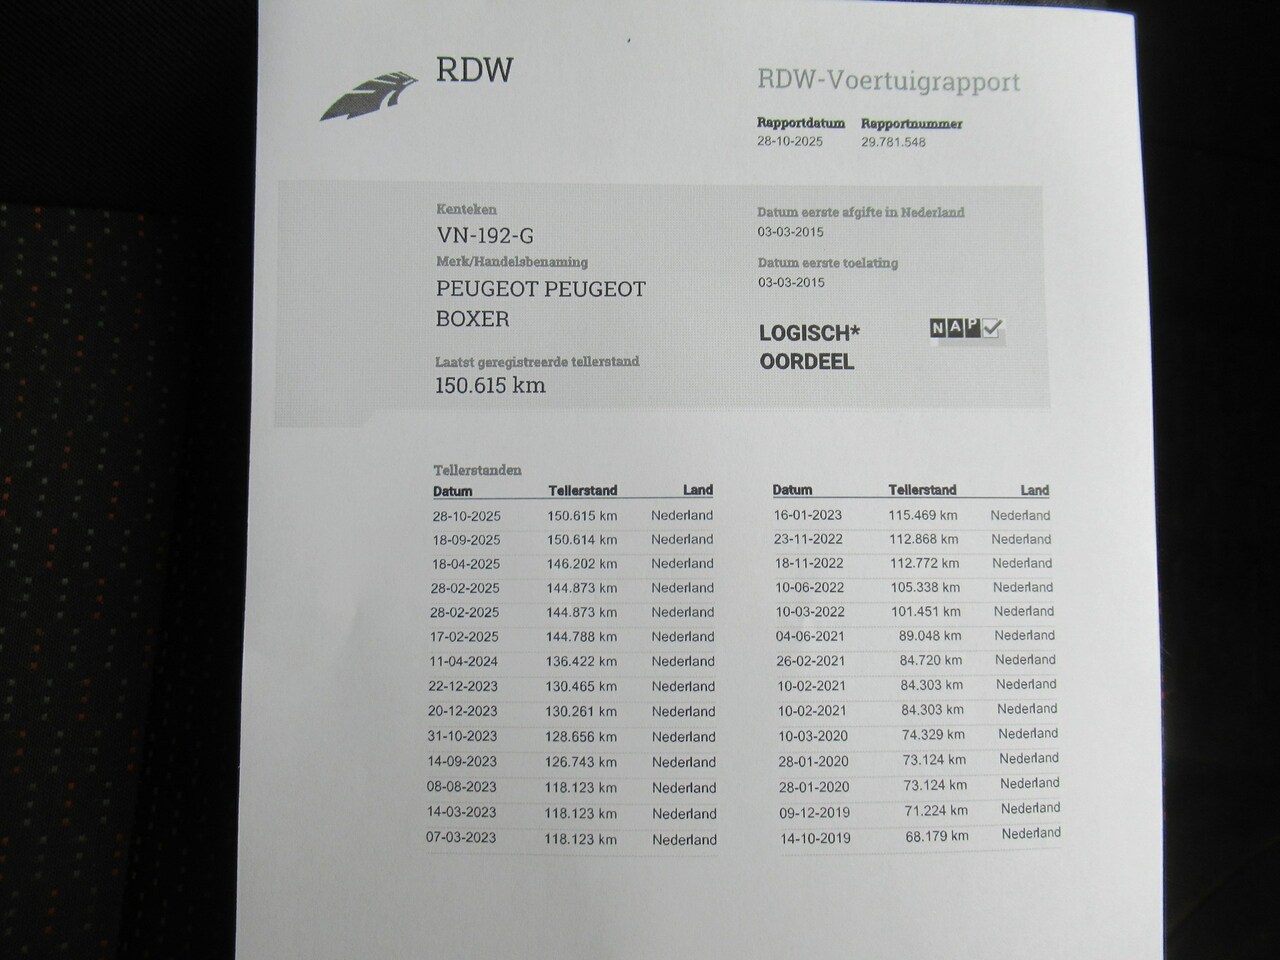 RDW
RDW-Voertuigrapport
Rapportdatum Rapportnummer
28-10-2025 29.781.548
Kenteken
VN-192-G
Merk/Handelsbenaming
PEUGEOT PEUGEOT
BOXER
Laatst geregistreerde tellerstand
150.615 km
Datum eerste afgifte in Nederland
03-03-2015
Datum eerste toelating
03-03-2015
LOGISCH*
OORDEEL
NAP
Tellerstanden
Datum Tellerstand Land
28-10-2025 150.615 km Nederland
18-09-2025 150.614 km Nederland
18-04-2025 146.202 km Nederland
28-02-2025 144.873 km Nederland
28-02-2025 144.873 km Nederland
17-02-2025 144.788 km Nederland
11-04-2024 136.422 km Nederland
22-12-2023 130.465 km Nederland
20-12-2023 130.261 km Nederland
31-10-2023 128.656 km Nederland
14-09-2023 126.743 km Nederland
08-08-2023 118.123 km Nederland
14-03-2023 118.123 km Nederland
07-03-2023 118.123 km Nederland
Datum Tellerstand Land
16-01-2023 115.469 km Nederland
23-11-2022 112.868 km Nederland
18-11-2022 112.772 km Nederland
10-06-2022 105.338 km Nederland
10-03-2022 101.451 km Nederland
04-06-2021 89.048 km Nederland
26-02-2021 84.720 km Nederland
10-02-2021 84.303 km Nederland
10-02-2021 84.303 km Nederland
10-03-2020 74.329 km Nederland
28-01-2020 73.124 km Nederland
28-01-2020 73.124 km Nederland
09-12-2019 71.224 km Nederland
14-10-2019 68.179 km Nederland